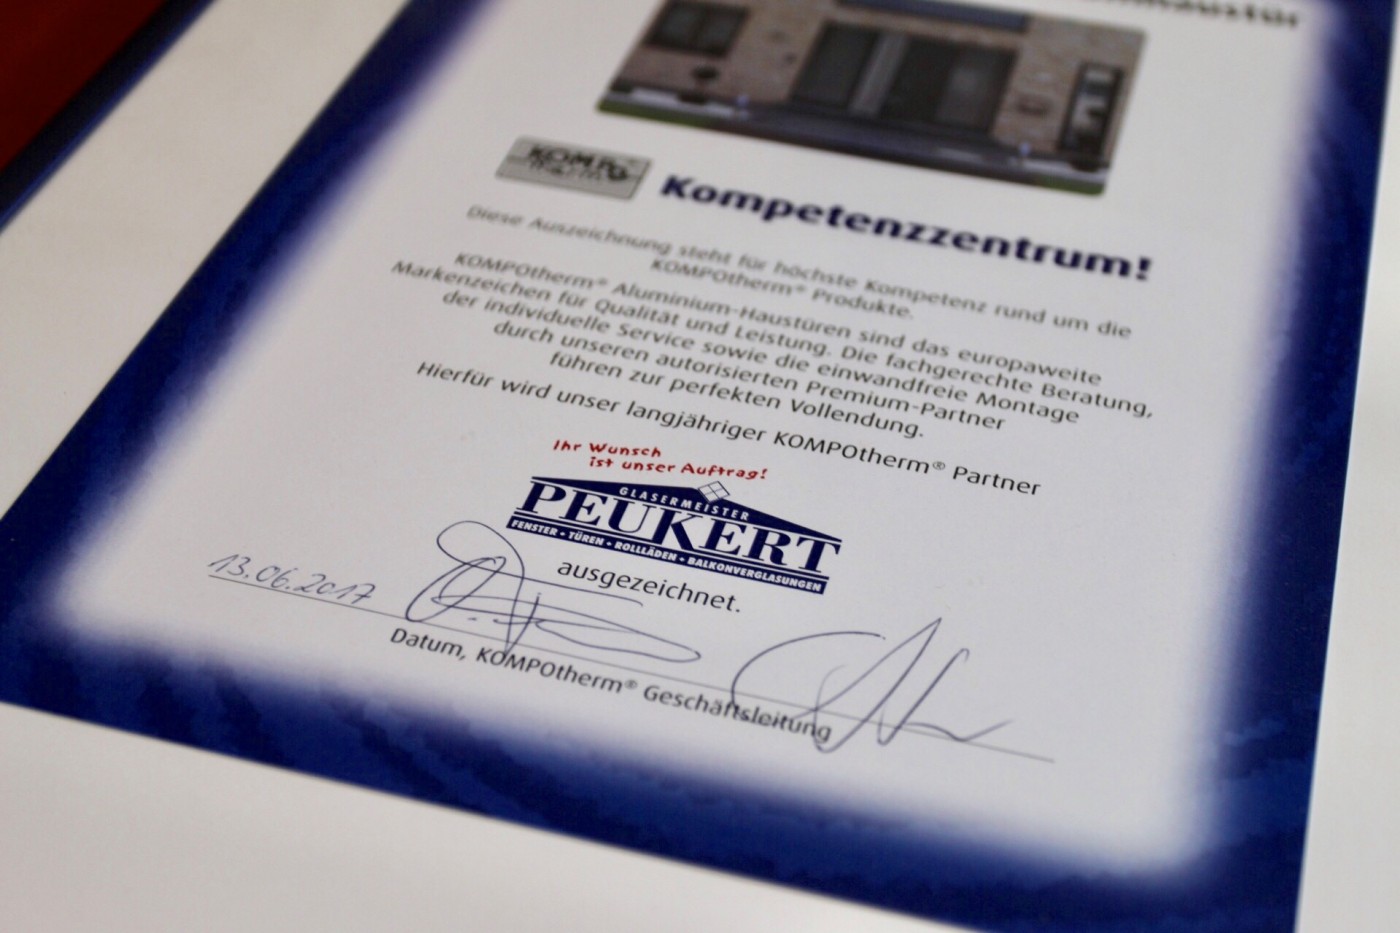 KOMPO
Kompetenzzentrum!
Diese Auszeichnung steht für höchste Kompetenz rund um die
KOMPOtherm® Produkte.
KOMPOtherm® Aluminium-Haustüren sind das europaweite
Markenzeichen für Qualität und Leistung. Die fachgerechte Beratung,
der individuelle Service sowie die einwandfreie Montage
durch unseren autorisierten Premium-Partner
führen zur perfekten Vollendung.
Hierfür wird unser langjähriger KOMPOtherm® Partner
Ihr Wunsch
ist unser Auftrag!
GLASERMEISTER
PEUKERT
FENSTER • TÜREN • ROLLLÄDEN • BALKONVERGLASUNGEN
ausgezeichnet.
13.06.2017
Datum, KOMPOtherm® Geschäftsleitung